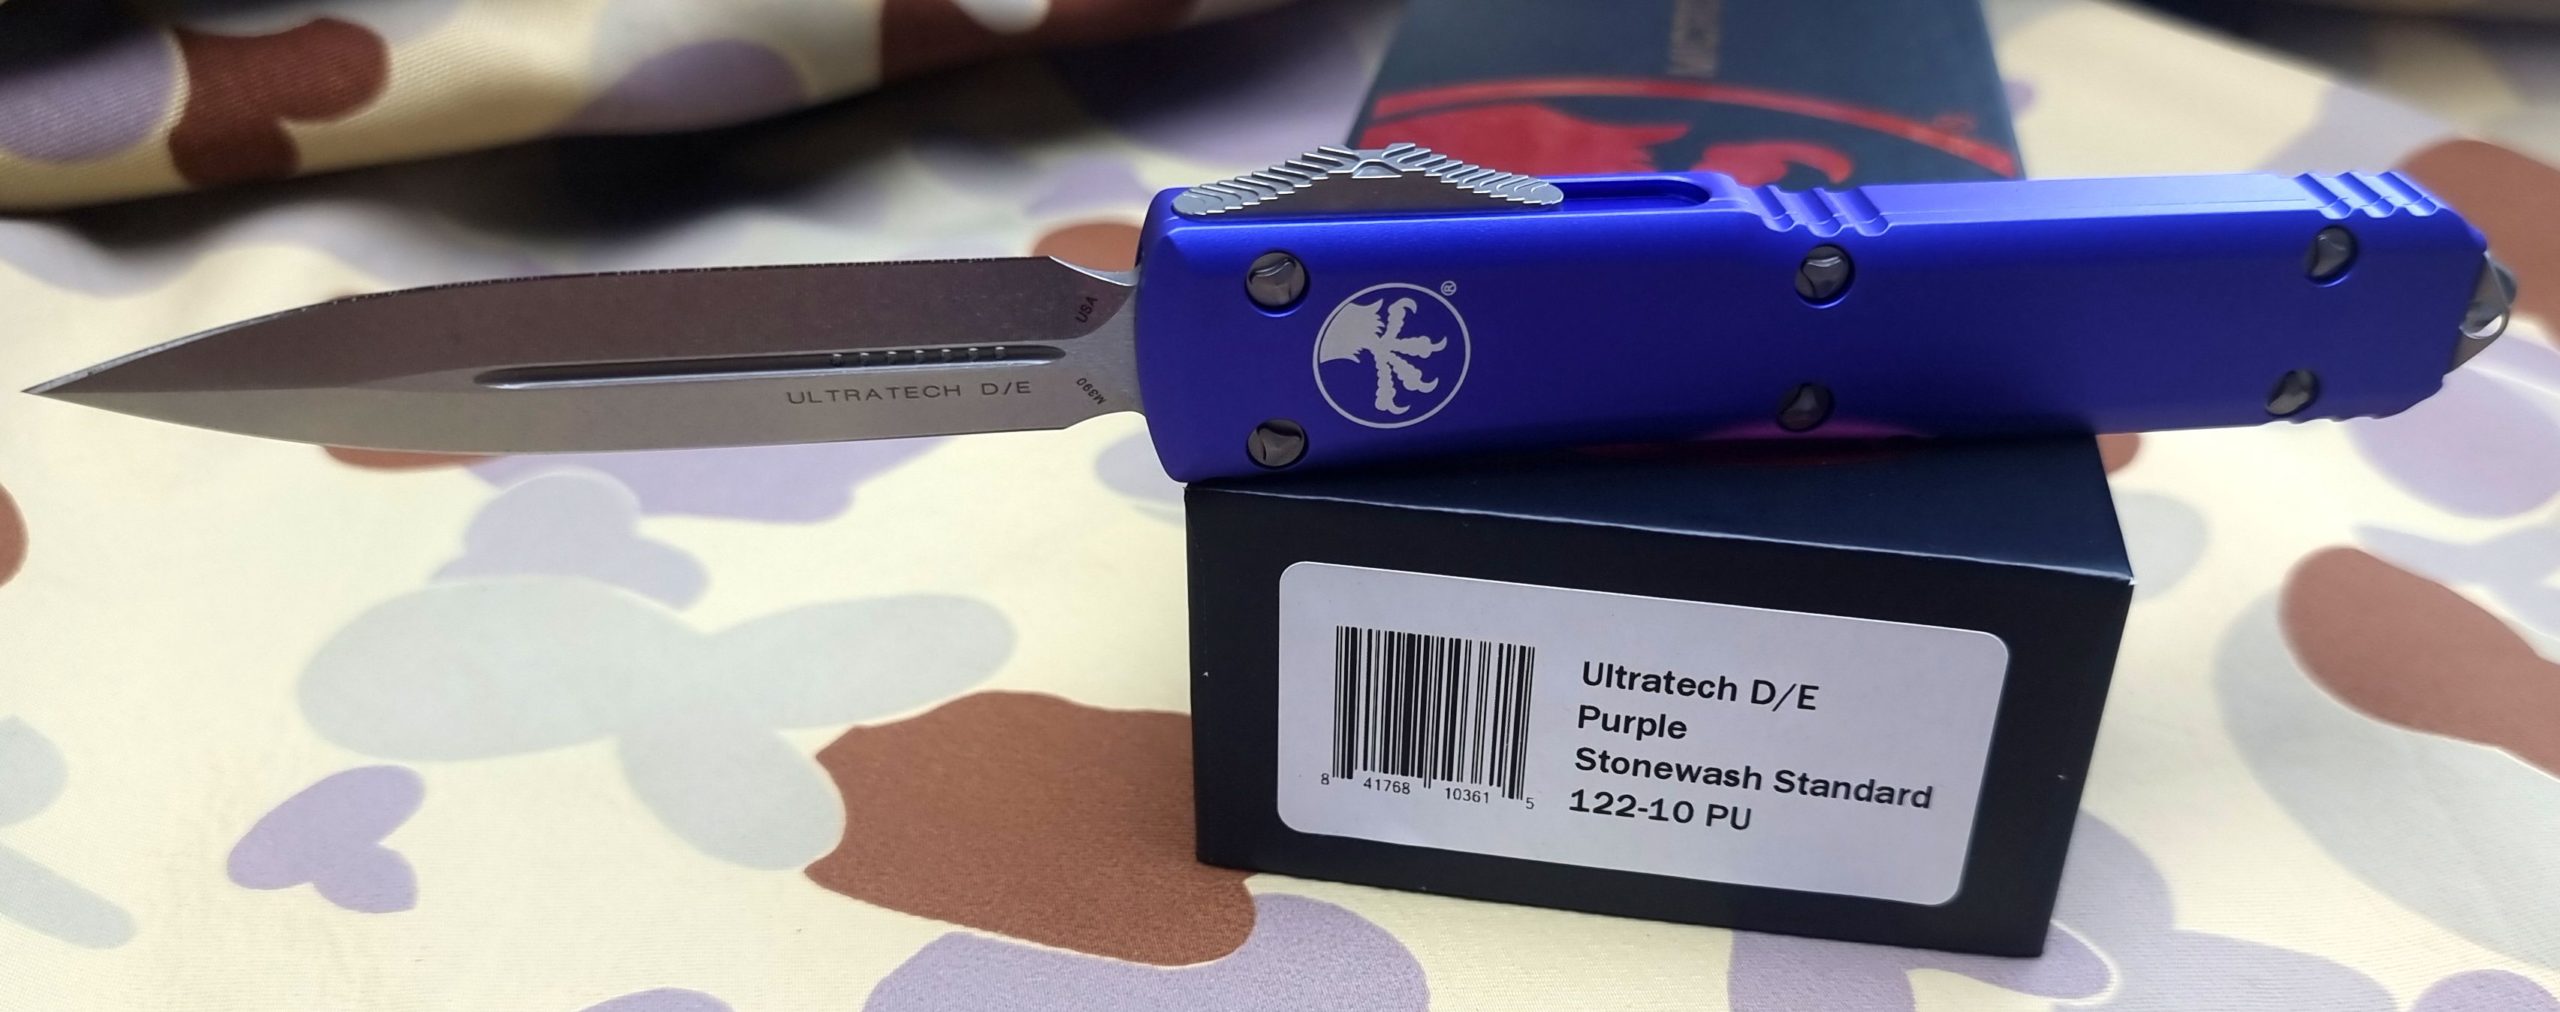 USA
®
ULTRATECH D/E
M390
Ultratech D/E
Purple
Stonewash Standard
122-10 PU
8 41768 10361 5